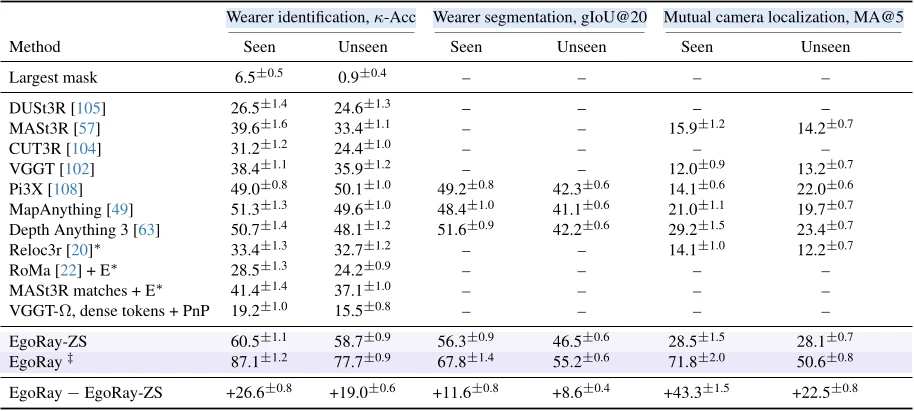 Wearer identification, κ-Acc Wearer segmentation, gIoU@20 Mutual camera localization, MA@5
Method Seen Unseen Seen Unseen Seen Unseen
Largest mask 6.5±0.5 0.9±0.4 – – – –
DUSt3R [105] 26.5±1.4 24.6±1.3 – – – –
MASt3R [57] 39.6±1.6 33.4±1.1 – – 15.9±1.2 14.2±0.7
CUT3R [104] 31.2±1.2 24.4±1.0 – – – –
VGGT [102] 38.4±1.1 35.9±1.2 – – 12.0±0.9 13.2±0.7
Pi3X [108] 49.0±0.8 50.1±1.0 49.2±0.8 42.3±0.6 14.1±0.6 22.0±0.6
MapAnything [49] 51.3±1.3 49.6±1.0 48.4±1.0 41.1±0.6 21.0±1.1 19.7±0.7
Depth Anything 3 [63] 50.7±1.4 48.1±1.2 51.6±0.9 42.2±0.6 29.2±1.5 23.4±0.7
Reloc3r [20]* 33.4±1.3 32.7±1.2 – – 14.1±1.0 12.2±0.7
RoMa [22] + E* 28.5±1.3 24.2±0.9 – – – –
MASt3R matches + E* 41.4±1.4 37.1±1.0 – – – –
VGGT-Ω, dense tokens + PnP 19.2±1.0 15.5±0.8 – – – –
EgoRay-ZS 60.5±1.1 58.7±0.9 56.3±0.9 46.5±0.6 28.5±1.5 28.1±0.7
EgoRay ‡ 87.1±1.2 77.7±0.9 67.8±1.4 55.2±0.6 71.8±2.0 50.6±0.8
EgoRay − EgoRay-ZS +26.6±0.8 +19.0±0.6 +11.6±0.8 +8.6±0.4 +43.3±1.5 +22.5±0.8